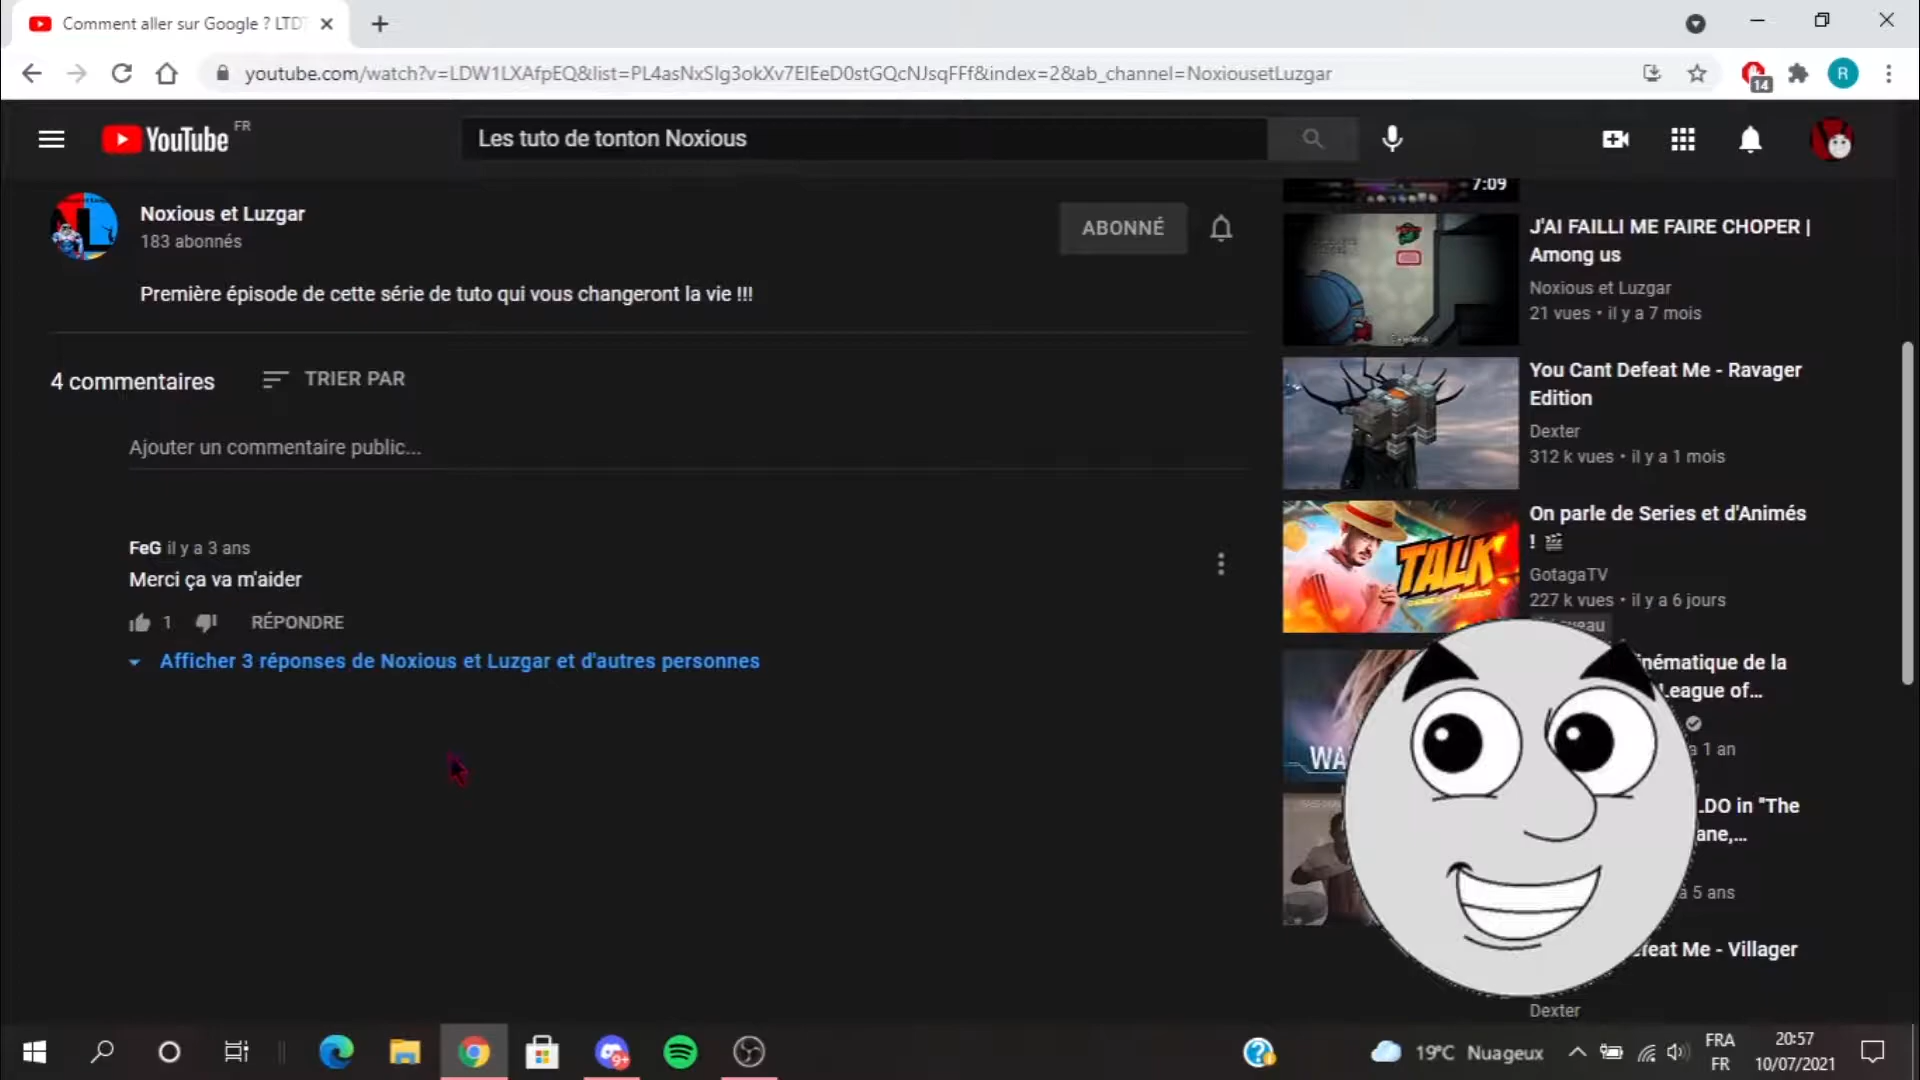 Comment aller sur Google ? LTD
youtube.com/watch?v=LDW1LXAfpEQ&list=PL4asNxSlg3okXv7ElEeD0stGQcNJsqFFf&index=2&ab_channel=NoxiousetLuzgar
14
R
YouTube FR
Les tuto de tonton Noxious
Noxious et Luzgar
183 abonnés
ABONNÉ
Première épisode de cette série de tuto qui vous changeront la vie !!!
4 commentaires
TRIER PAR
Ajouter un commentaire public...
FeG il y a 3 ans
Merci ça va m'aider
1
RÉPONDRE
Afficher 3 réponses de Noxious et Luzgar et d'autres personnes
7:09
J'AI FAILLI ME FAIRE CHOPER |
Among us
Noxious et Luzgar
21 vues • il y a 7 mois
You Cant Defeat Me - Ravager
Edition
Dexter
312 k vues • il y a 1 mois
TALK
On parle de Series et d'Animés
!
GotagaTV
227 k vues • il y a 6 jours
WA
inématique de la
League of...
a 1 an
DO in "The
ane,...
à 5 ans
efeat Me - Villager
Dexter
9+
19°C Nuageux
FRA
FR
20:57
10/07/2021